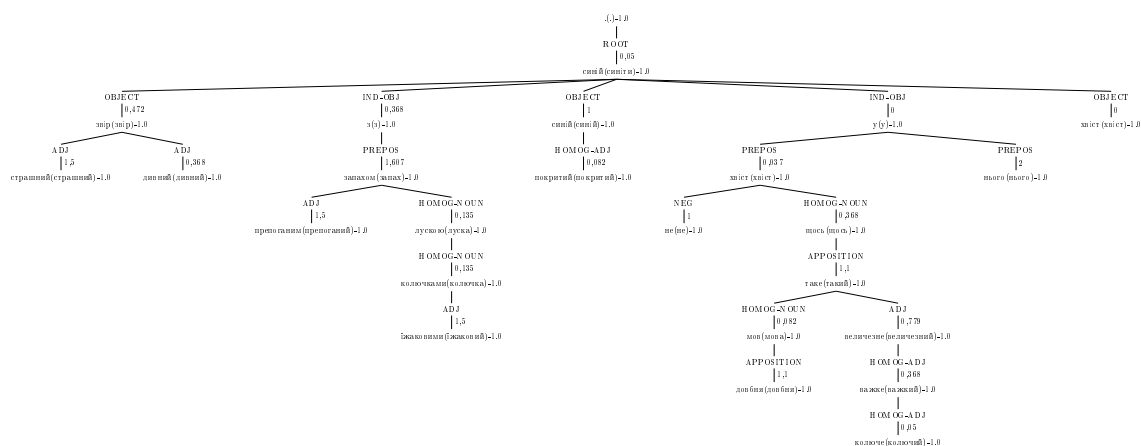 .(.)-1.0
ROOT
0,05
синій(синіти)-1.0
OBJECT IND-OBJ OBJECT IND-OBJ OBJECT
0,472 0,368 1 0 0
звір(звір)-1.0 з(з)-1.0 синій(синій)-1.0 у(у)-1.0 хвіст(хвіст)-1.0
ADJ ADJ PREPOS HOMOG-ADJ PREPOS PREPOS
1,5 0,368 1,607 0,082 0,037 2
страшний(страшний)-1.0 дивний(дивний)-1.0 запахом(запах)-1.0 покритий(покритий)-1.0 хвіст(хвіст)-1.0 нього(нього)-1.0
ADJ HOMOG-NOUN NEG HOMOG-NOUN
1,5 0,135 1 0,368
препоганим(препоганий)-1.0 лускою(луска)-1.0 не(не)-1.0 щось(щось)-1.0
HOMOG-NOUN APPOSITION
0,135 1,1
колючками(колючка)-1.0 таке(такий)-1.0
ADJ HOMOG-NOUN ADJ
1,5 0,082 0,779
їжаковими(їжаковий)-1.0 мов(мова)-1.0 величезне(величезний)-1.0
APPOSITION HOMOG-ADJ
1,1 0,368
довбня(довбня)-1.0 важке(важкий)-1.0
HOMOG-ADJ
0,05
колюче(колючий)-1.0